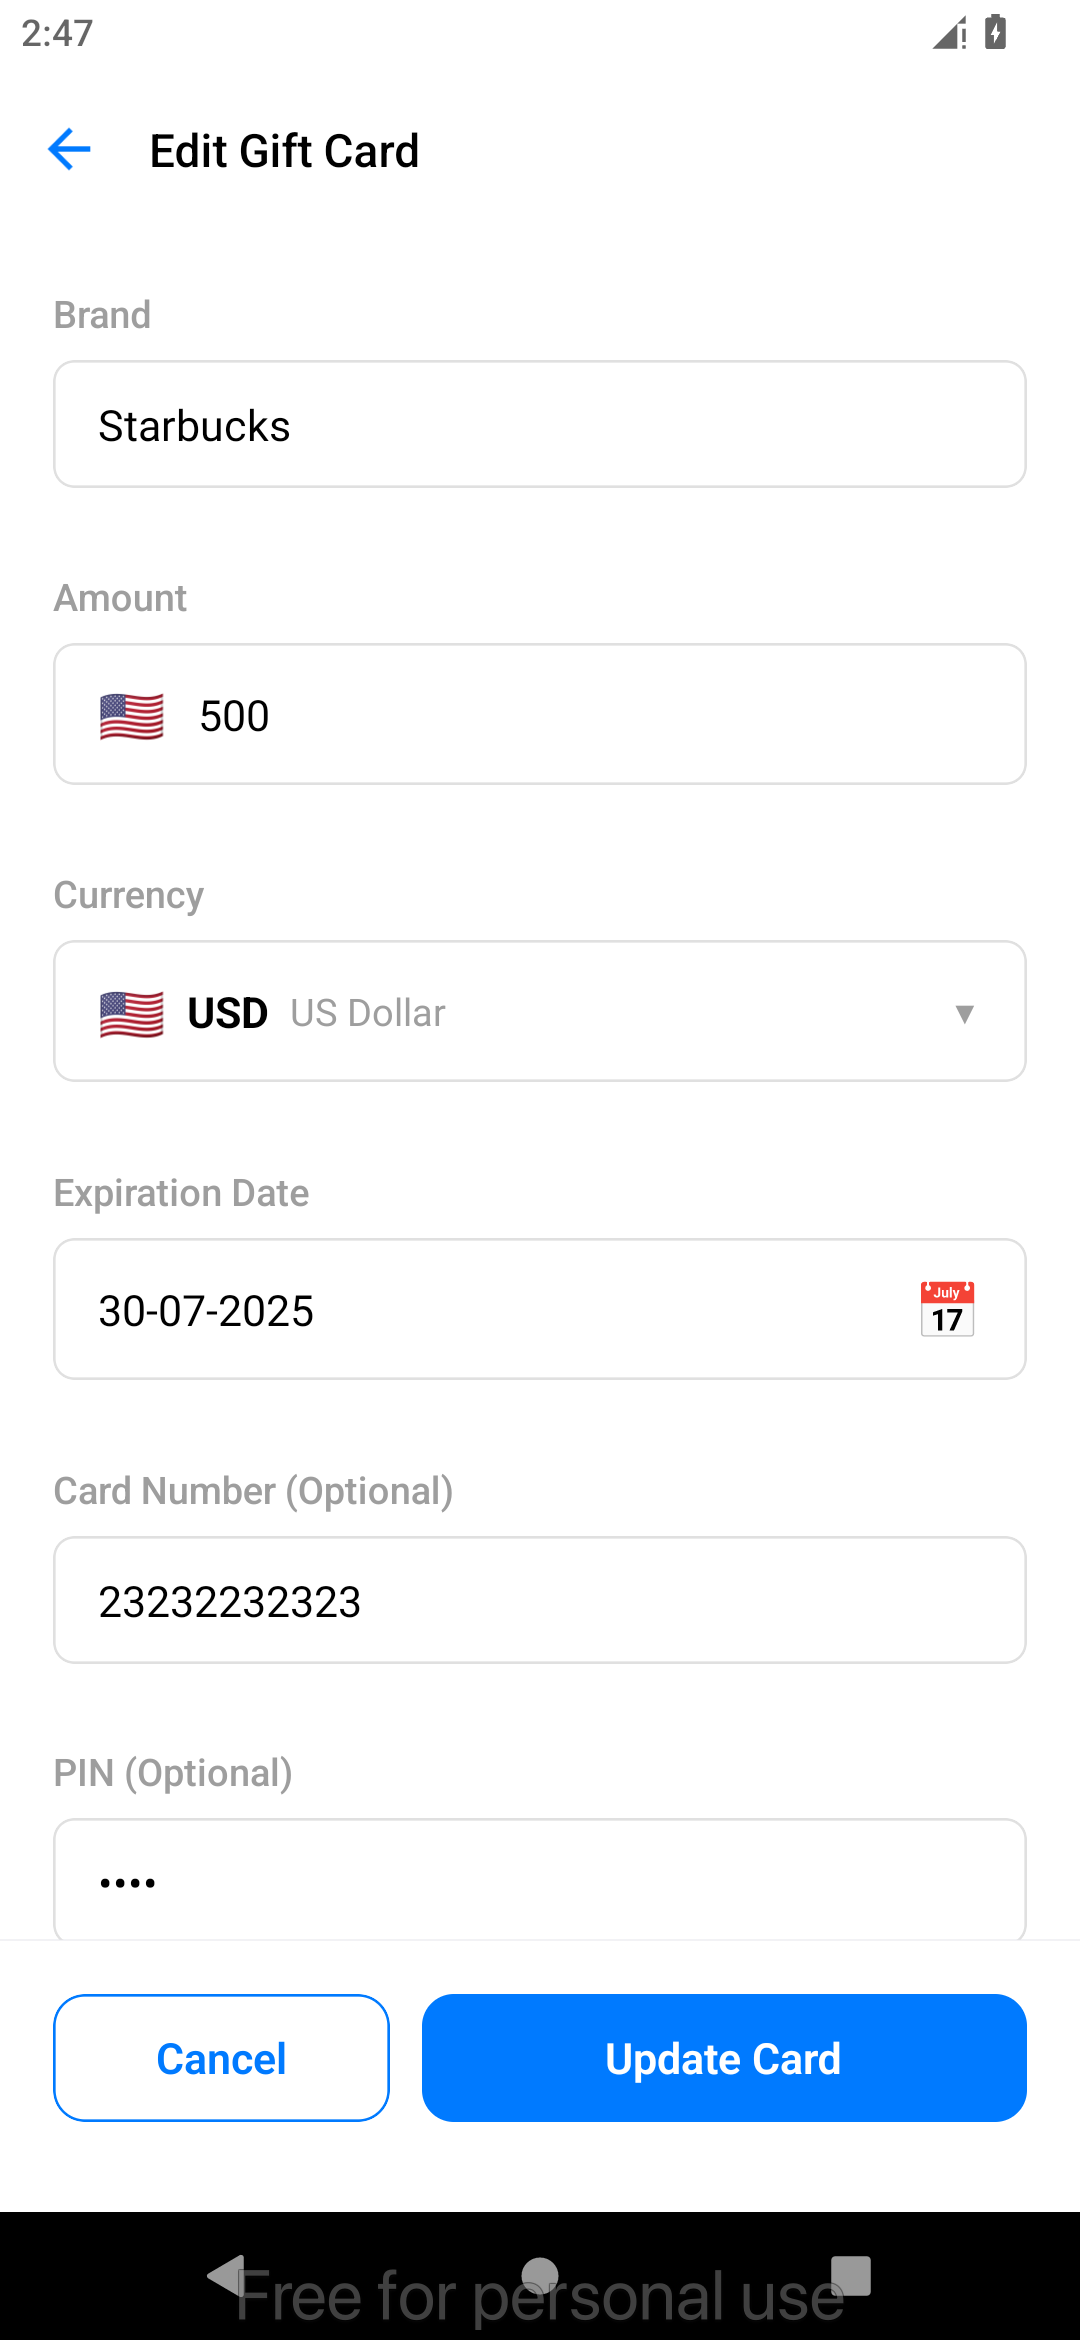 2:47
Edit Gift Card
Brand
Starbucks
Amount
500
Currency
USD US Dollar ▼
Expiration Date
30-07-2025
July
17
Card Number (Optional)
23232232323
PIN (Optional)
••••
Cancel
Update Card
Free for personal use